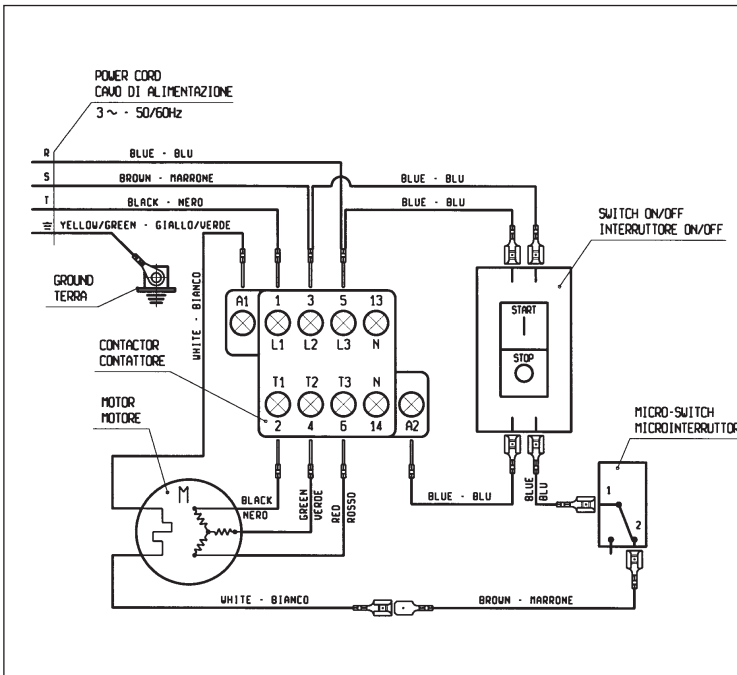 POWER CORD
CAVO DI ALIMENTAZIONE
3 ~ - 50/60Hz
R
BLUE - BLU
S
BROWN - MARRONE
T
BLACK - NERO
YELLOW/GREEN - GIALLO/VERDE
BLUE - BLU
BLUE - BLU
SWITCH ON/OFF
INTERRUTTORE ON/OFF
GROUND
TERRA
WHITE - BIANCO
A1
1
3
5
13
L1
L2
L3
N
CONTACTOR
CONTATTORE
T1
T2
T3
N
2
4
6
14
A2
START
STOP
MOTOR
MOTORE
MICRO-SWITCH
MICROINTERRUTTOR
M
BLACK
NERO
GREEN
VERDE
RED
ROSSO
BLUE - BLU
BLUE
BLU
1
2
WHITE - BIANCO
BROWN - MARRONE